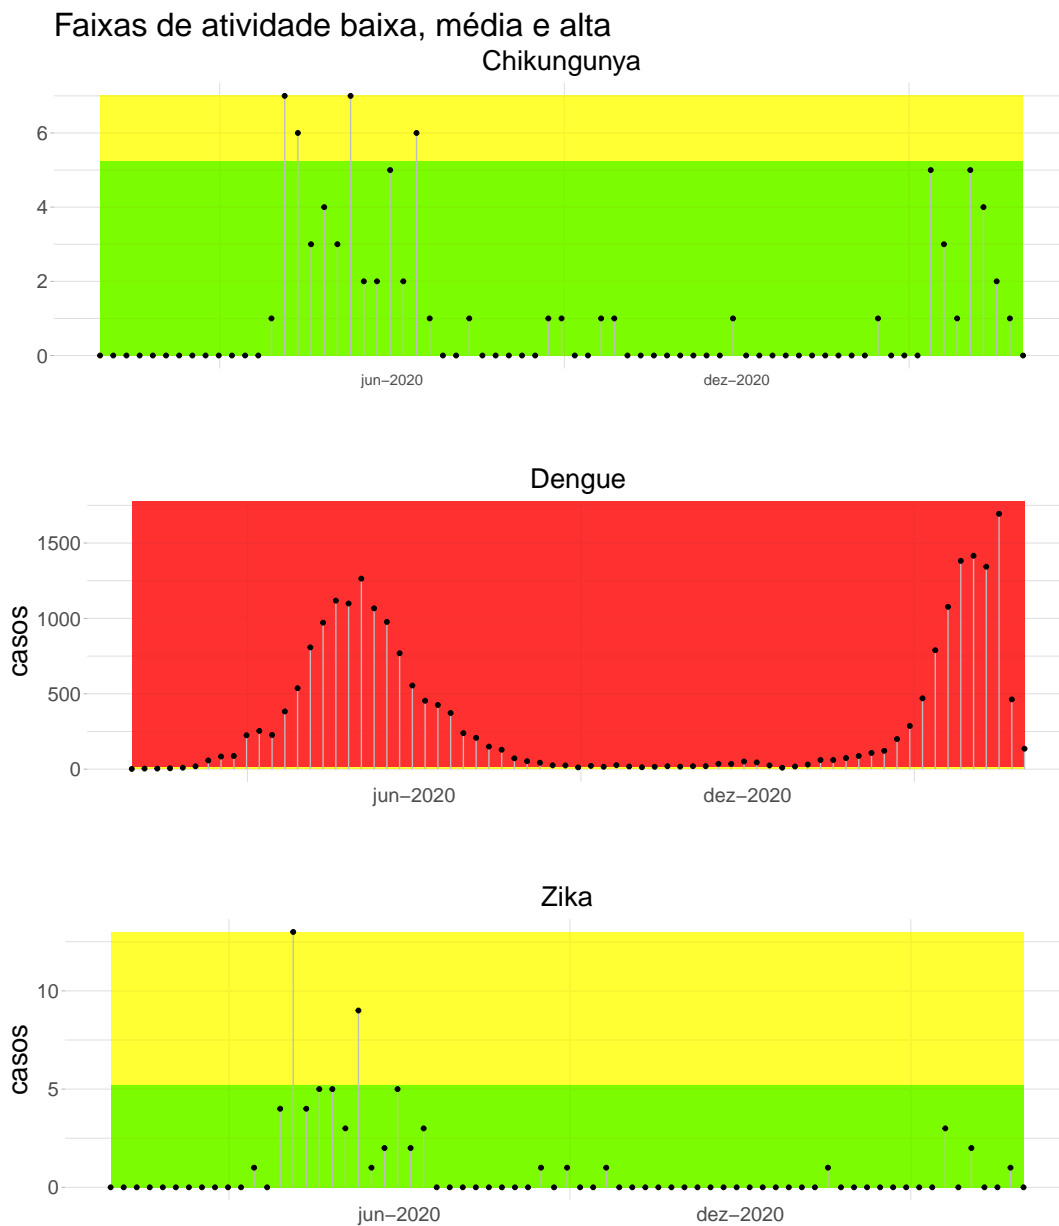 Faixas de atividade baixa, média e alta
Chikungunya
6
4
2
0
jun−2020 dez−2020
Dengue
casos
1500
1000
500
0
jun−2020 dez−2020
Zika
casos
10
5
0
jun−2020 dez−2020